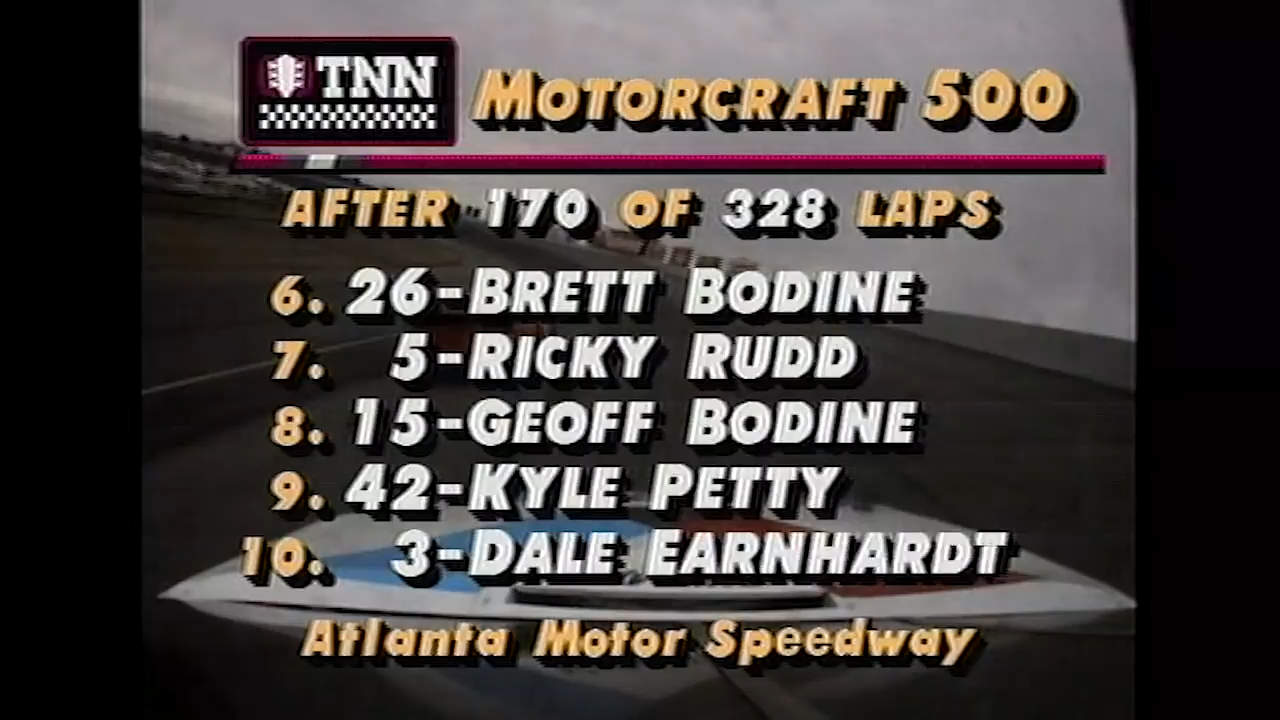 TNN MOTORCRAFT 500
AFTER 170 OF 328 LAPS
6. 26-BRETT BODINE
7. 5-RICKY RUDD
8. 15-GEOFF BODINE
9. 42-KYLE PETTY
10. 3-DALE EARNHARDT
Atlanta Motor Speedway